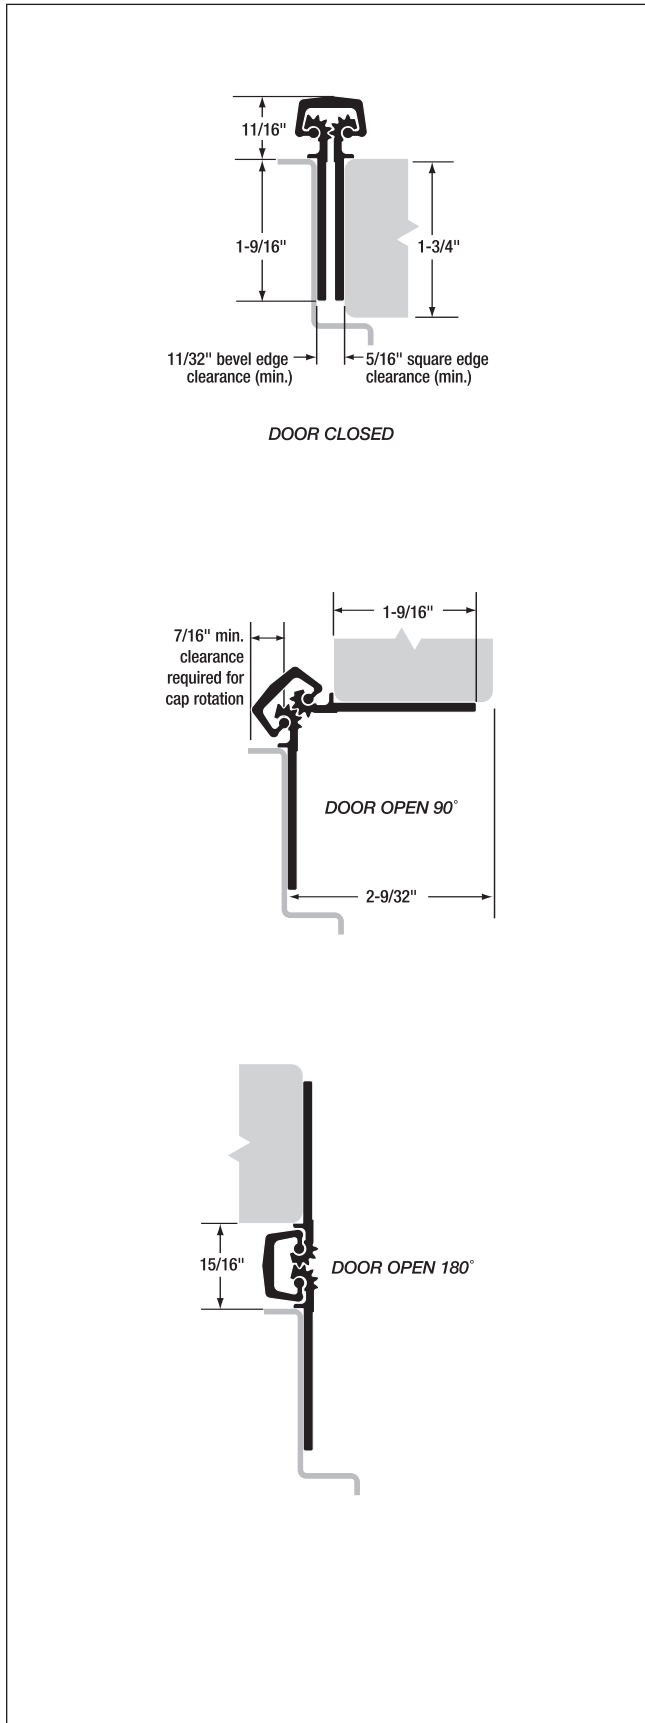 11/16"
1-9/16"
1-3/4"
11/32" bevel edge
clearance (min.)
5/16" square edge
clearance (min.)
DOOR CLOSED
1-9/16"
7/16" min.
clearance
required for
cap rotation
DOOR OPEN 90°
2-9/32"
15/16"
DOOR OPEN 180°